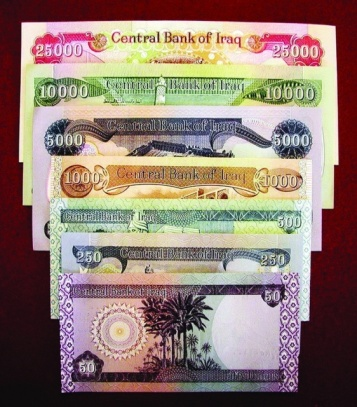 Central Bank of Iraq
25000 25000
Central Bank of Iraq
10000 10000
Central Bank of Iraq
5000 5000
Central Bank of Iraq
1000 1000
Central Bank of Iraq
500
Central Bank of Iraq
250 250
Central Bank of Iraq 50
50